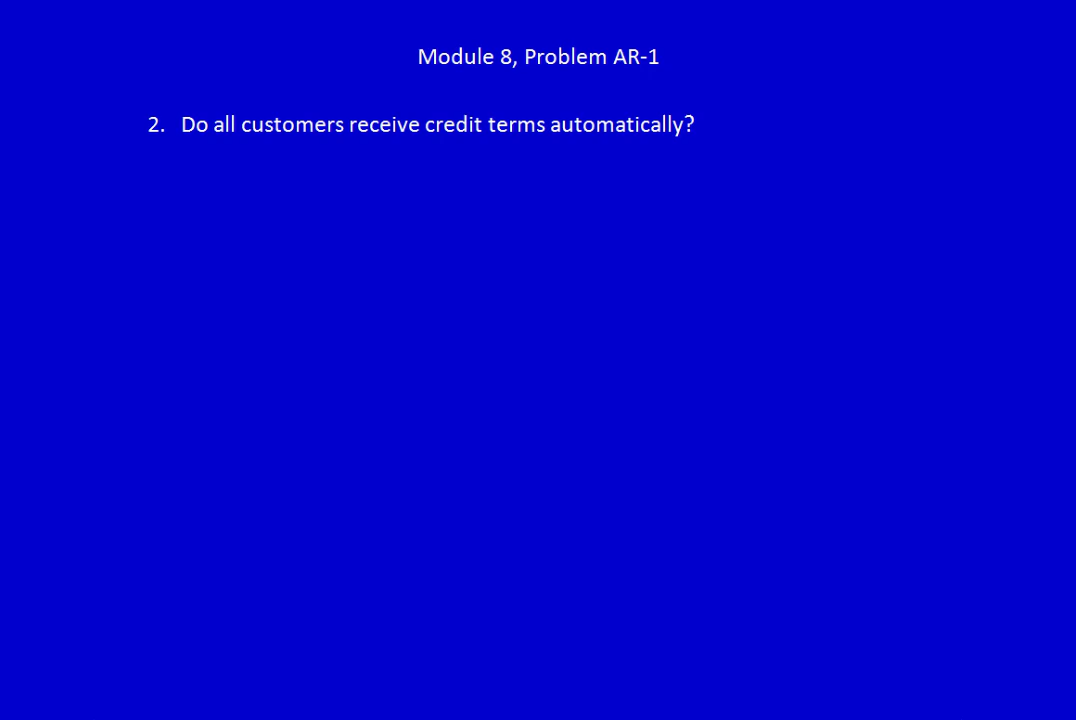 Module 8, Problem AR-1
2. Do all customers receive credit terms automatically?